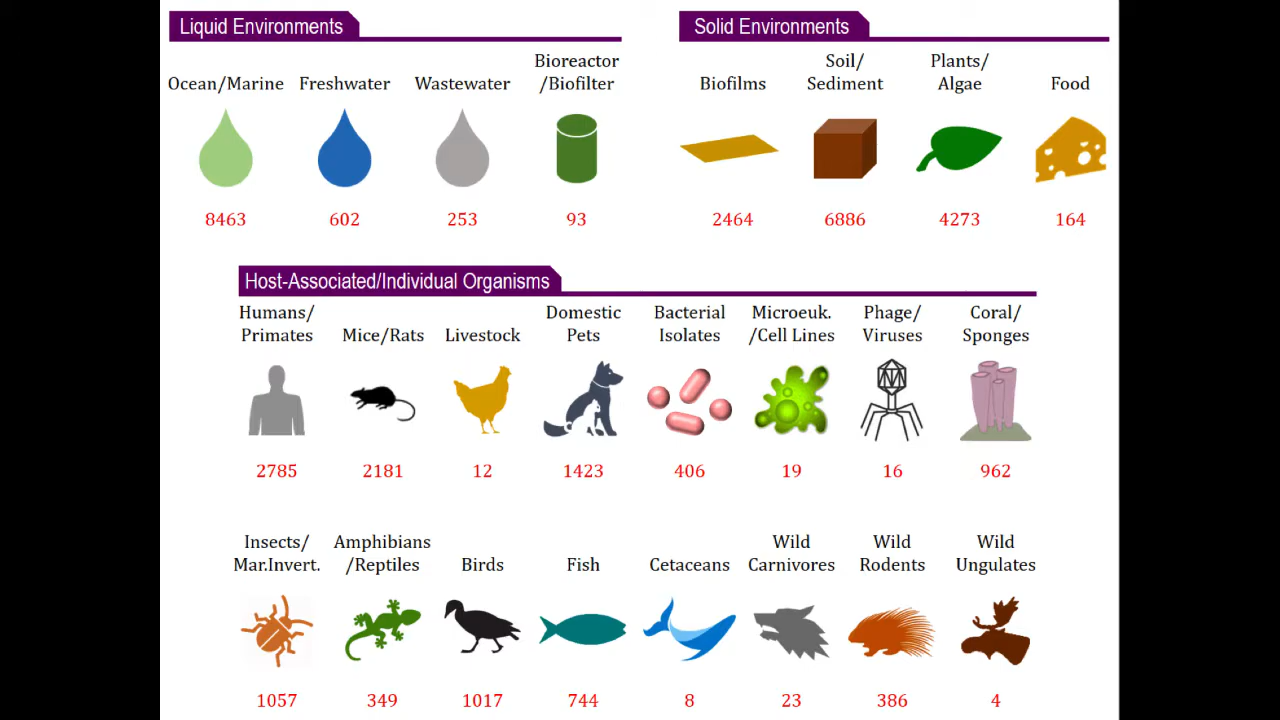 Liquid Environments
Solid Environments
Ocean/Marine
Freshwater
Wastewater
Bioreactor
/Biofilter
Biofilms
Soil/
Sediment
Plants/
Algae
Food
8463
602
253
93
2464
6886
4273
164
Host-Associated/Individual Organisms
Humans/
Primates
Mice/Rats
Livestock
Domestic
Pets
Bacterial
Isolates
Microeuk.
/Cell Lines
Phage/
Viruses
Coral/
Sponges
2785
2181
12
1423
406
19
16
962
Insects/
Mar.Invert.
Amphibians
/Reptiles
Birds
Fish
Cetaceans
Wild
Carnivores
Wild
Rodents
Wild
Ungulates
1057
349
1017
744
8
23
386
4